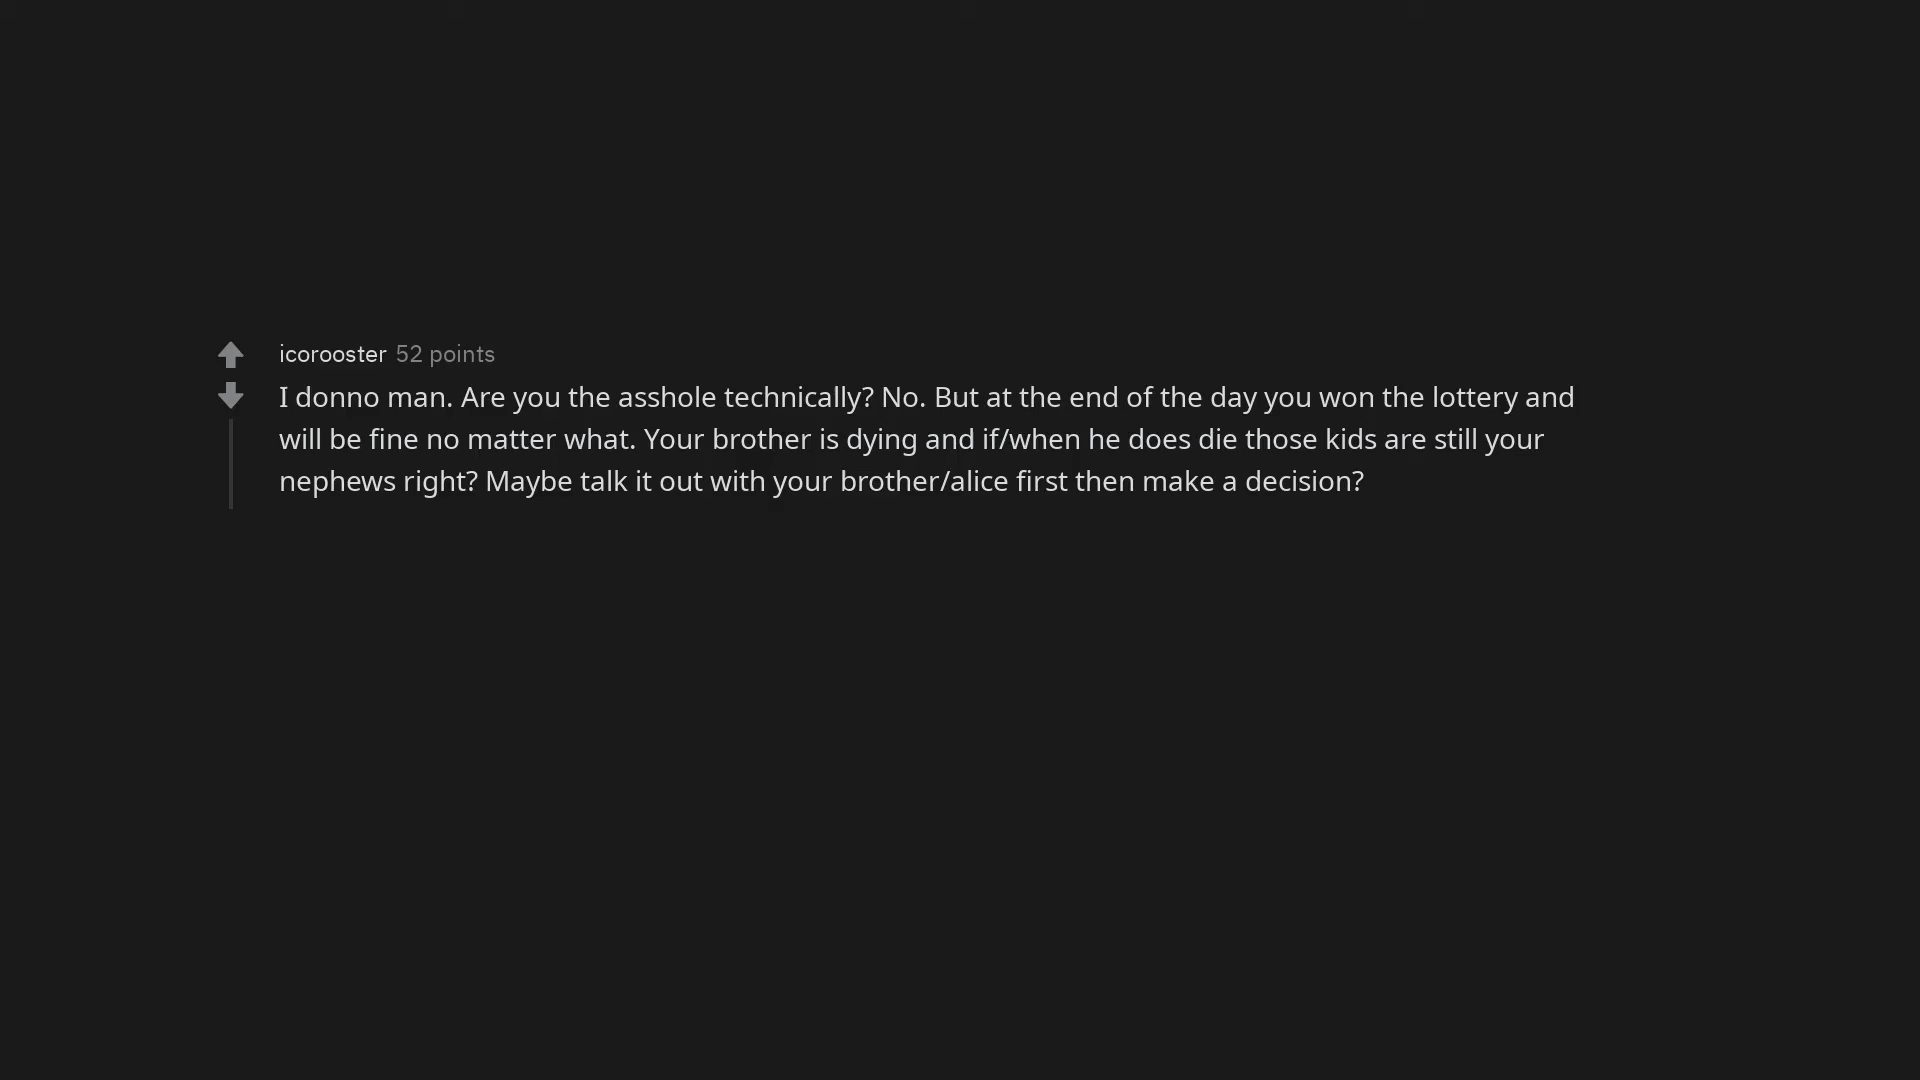 icorooster 52 points
I donno man. Are you the asshole technically? No. But at the end of the day you won the lottery and
will be fine no matter what. Your brother is dying and if/when he does die those kids are still your
nephews right? Maybe talk it out with your brother/alice first then make a decision?